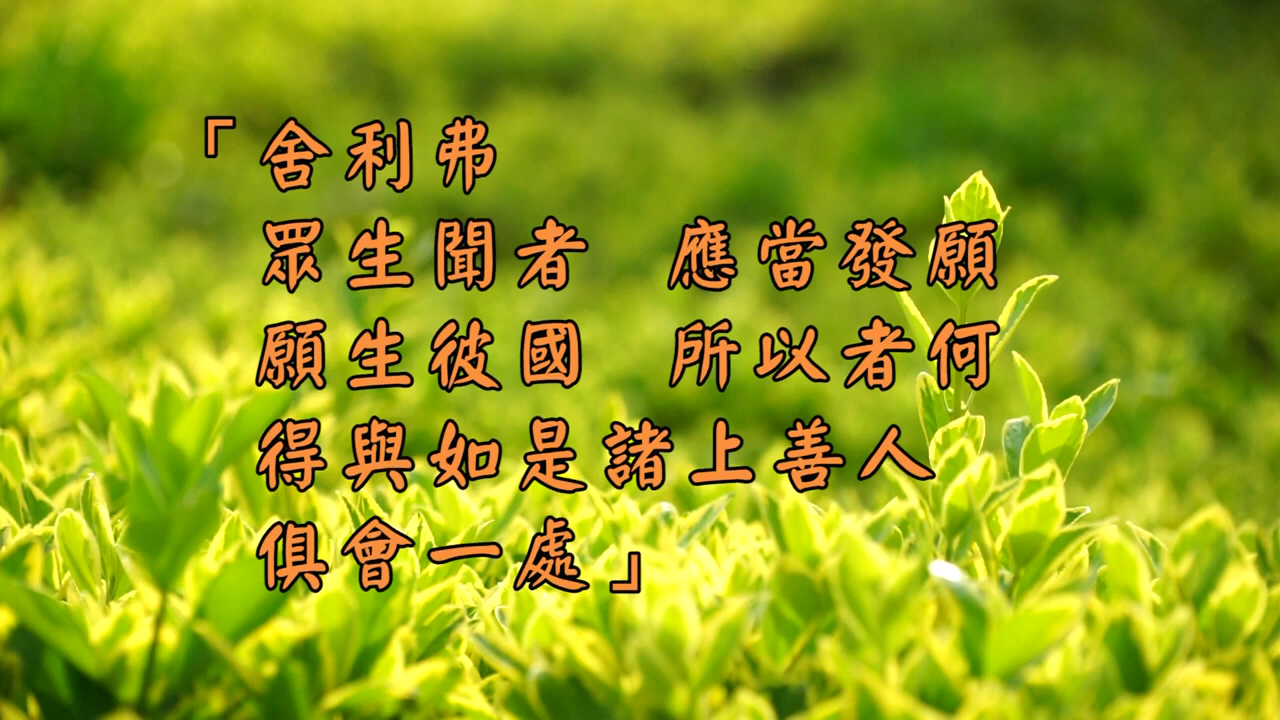 「舍利弗
眾生聞者　應當發願
願生彼國　所以者何
得與如是諸上善人
俱會一處」